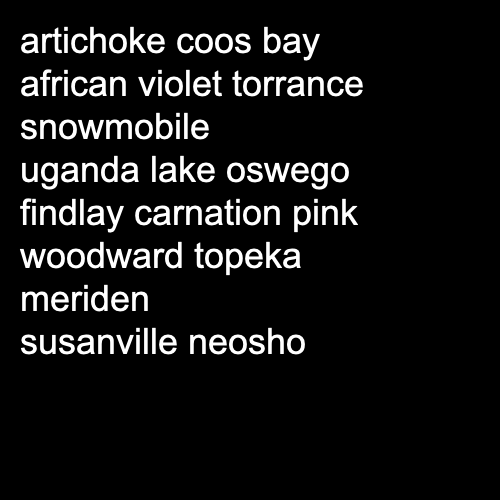 artichoke coos bay
african violet torrance
snowmobile
uganda lake oswego
findlay carnation pink
woodward topeka
meriden
susanville neosho